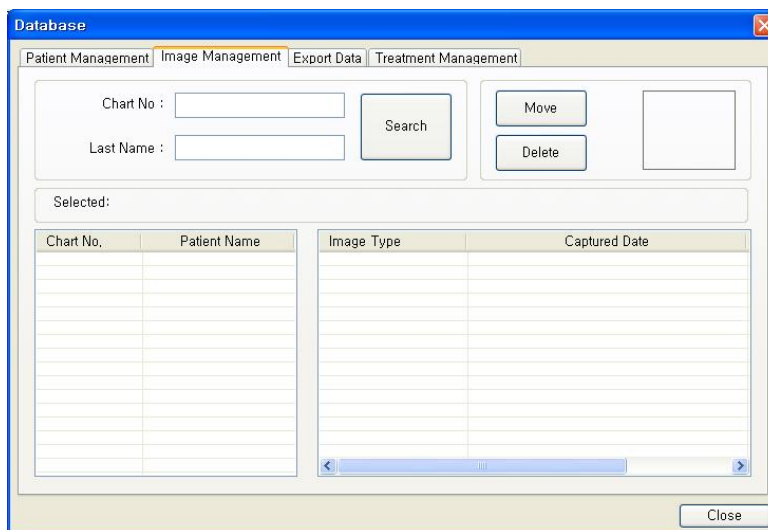 Database
Patient Management Image Management Export Data Treatment Management
Chart No :
Search
Move
Last Name :
Delete
Selected:
Chart No, Patient Name Image Type Captured Date
Close